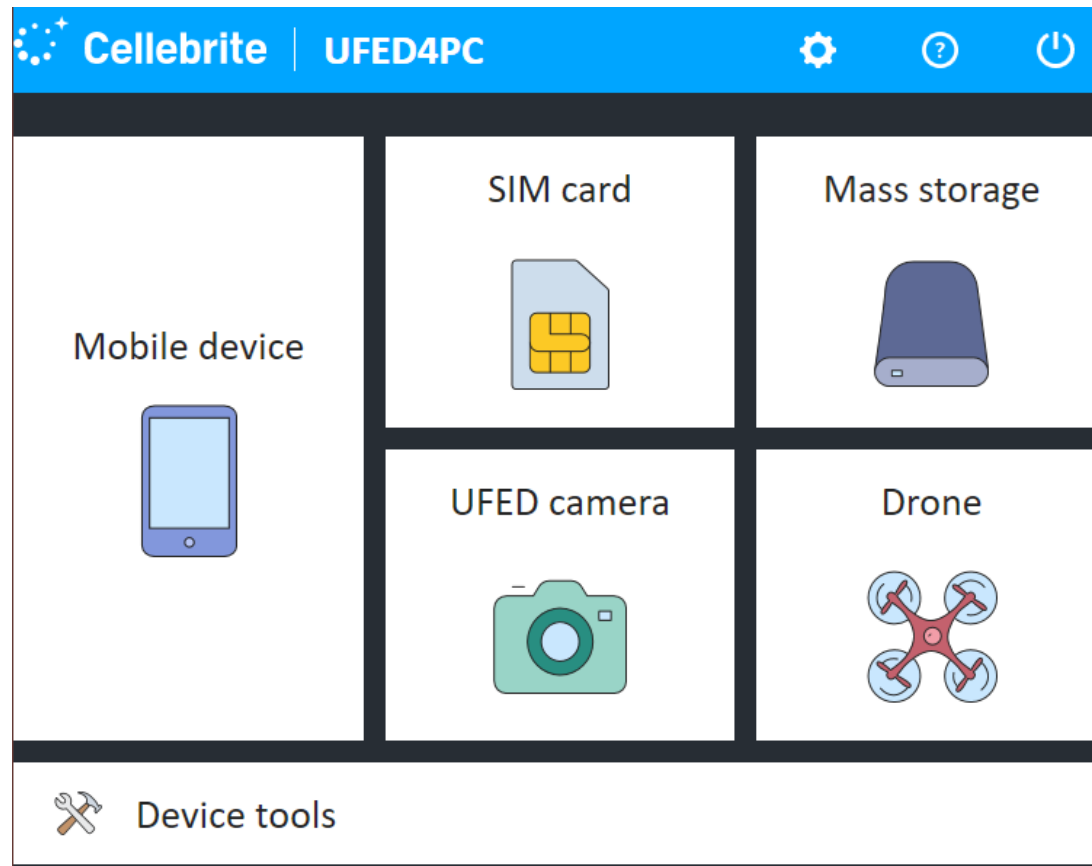 Cellebrite | UFED4PC
Mobile device
SIM card
Mass storage
UFED camera
Drone
Device tools